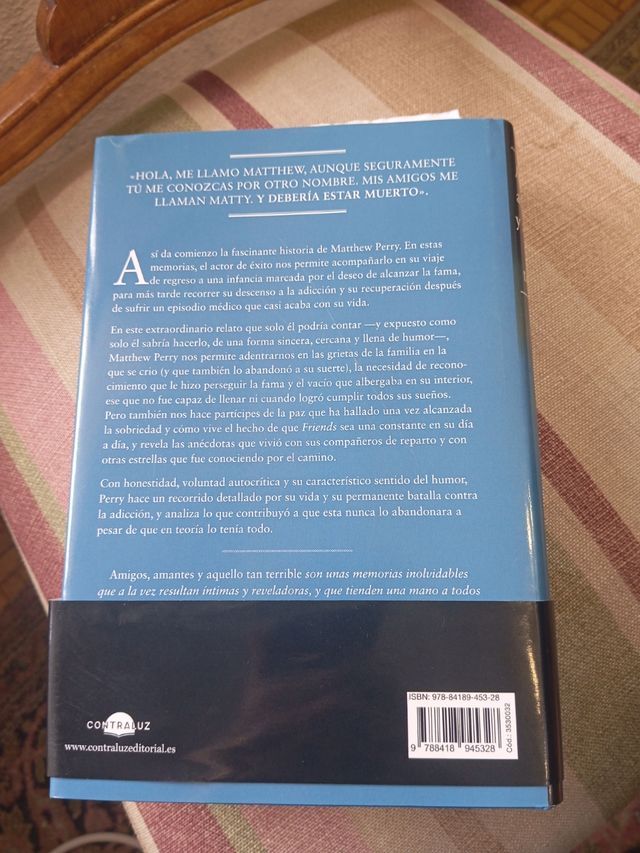 «HOLA, ME LLAMO MATTHEW, AUNQUE SEGURAMENTE
TÚ ME CONOZCAS POR OTRO NOMBRE. MIS AMIGOS ME
LLAMAN MATTY. Y DEBERÍA ESTAR MUERTO».
Así da comienzo la fascinante historia de Matthew Perry. En estas
memorias, el actor de éxito nos permite acompañarlo en su viaje
de regreso a una infancia marcada por el deseo de alcanzar la fama,
para más tarde recorrer su descenso a la adicción y su recuperación después
de sufrir un episodio médico que casi acaba con su vida.
En este extraordinario relato que solo él podría contar —y expuesto como
solo él sabría hacerlo, de una forma sincera, cercana y llena de humor—,
Matthew Perry nos permite adentrarnos en las grietas de la familia en la
que se crio (y que también lo abandonó a su suerte), la necesidad de recono-
cimiento que le hizo perseguir la fama y el vacío que albergaba en su interior,
ese que no fue capaz de llenar ni cuando logró cumplir todos sus sueños.
Pero también nos hace partícipes de la paz que ha hallado una vez alcanzada
la sobriedad y cómo vive el hecho de que Friends sea una constante en su día
a día, y revela las anécdotas que vivió con sus compañeros de reparto y con
otras estrellas que fue conociendo por el camino.
Con honestidad, voluntad autocrítica y su característico sentido del humor,
Perry hace un recorrido detallado por su vida y su permanente batalla contra
la adicción, y analiza lo que contribuyó a que esta nunca lo abandonara a
pesar de que en teoría lo tenía todo.
Amigos, amantes y aquello tan terrible son unas memorias inolvidables
que a la vez resultan íntimas y reveladoras, y que tienden una mano a todos
CONTRALUZ
www.contraluzeditorial.es
ISBN: 978-84189-453-28
9 788418 945328
Cód.: 3530032
y